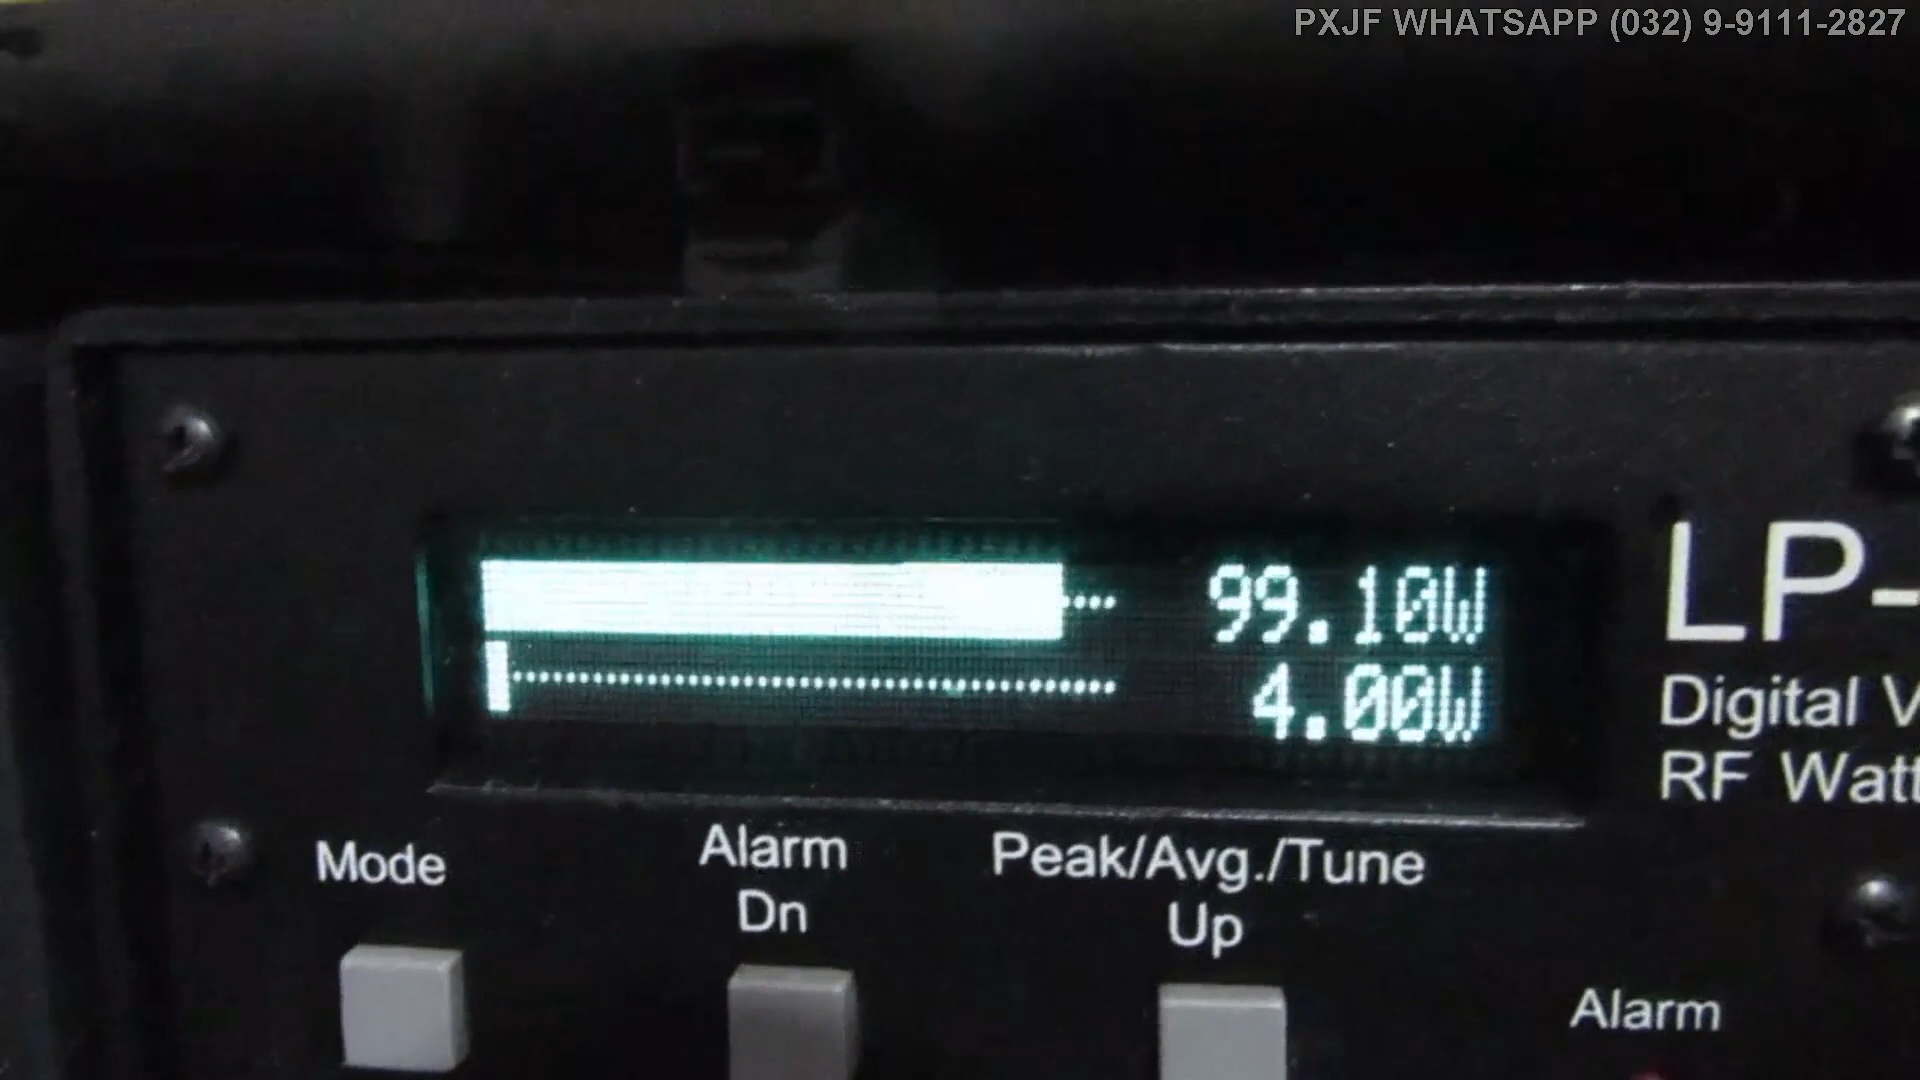 PXJF WHATSAPP (032) 9-9111-2827
99.10W
4.00W
LP-
Digital V
RF Watt
Mode
Alarm
Dn
Peak/Avg./Tune
Up
Alarm